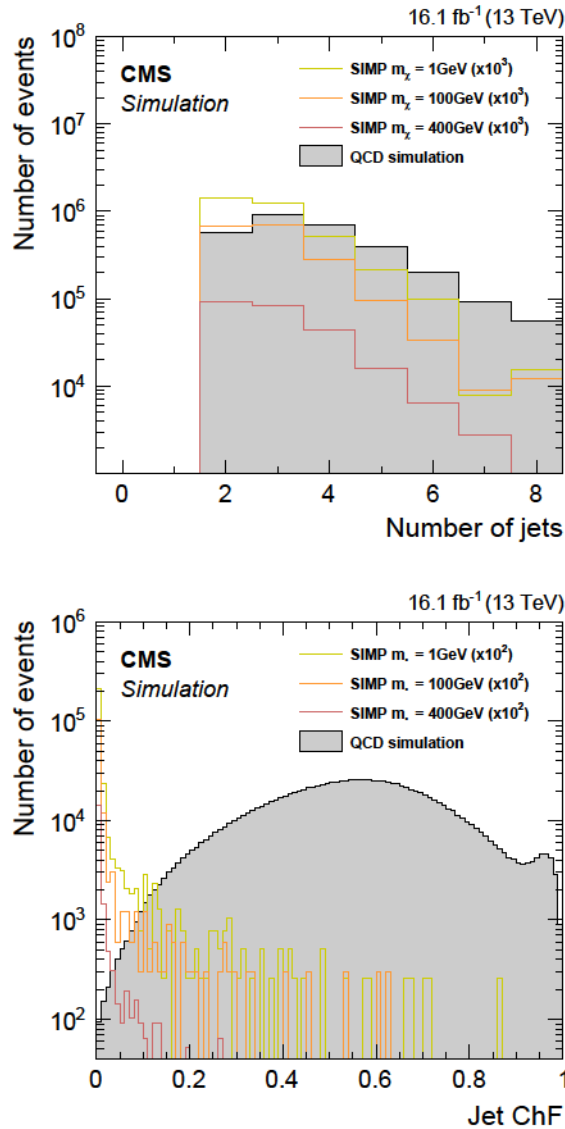 16.1 fb⁻¹ (13 TeV)
Number of events
10⁸
10⁷
10⁶
10⁵
10⁴
CMS
Simulation
SIMP mχ = 1GeV (x10³)
SIMP mχ = 100GeV (x10³)
SIMP mχ = 400GeV (x10³)
QCD simulation
0 2 4 6 8
Number of jets
16.1 fb⁻¹ (13 TeV)
Number of events
10⁶
10⁵
10⁴
10³
10²
CMS
Simulation
SIMP m. = 1GeV (x10²)
SIMP m. = 100GeV (x10²)
SIMP m. = 400GeV (x10²)
QCD simulation
0 0.2 0.4 0.6 0.8 1
Jet ChF